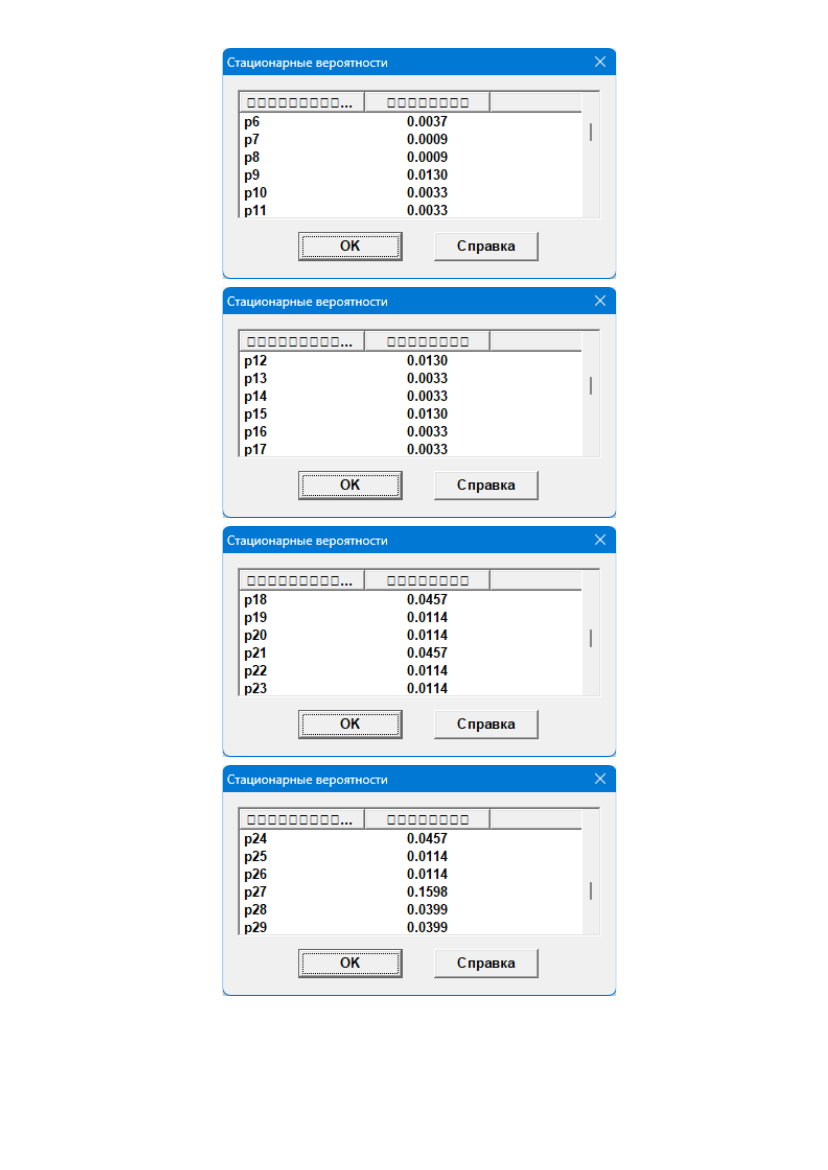 Стационарные вероятности
...
p6 0.0037
p7 0.0009
p8 0.0009
p9 0.0130
p10 0.0033
p11 0.0033
OK Справка
Стационарные вероятности
...
p12 0.0130
p13 0.0033
p14 0.0033
p15 0.0130
p16 0.0033
p17 0.0033
OK Справка
Стационарные вероятности
...
p18 0.0457
p19 0.0114
p20 0.0114
p21 0.0457
p22 0.0114
p23 0.0114
OK Справка
Стационарные вероятности
...
p24 0.0457
p25 0.0114
p26 0.0114
p27 0.1598
p28 0.0399
p29 0.0399
OK Справка